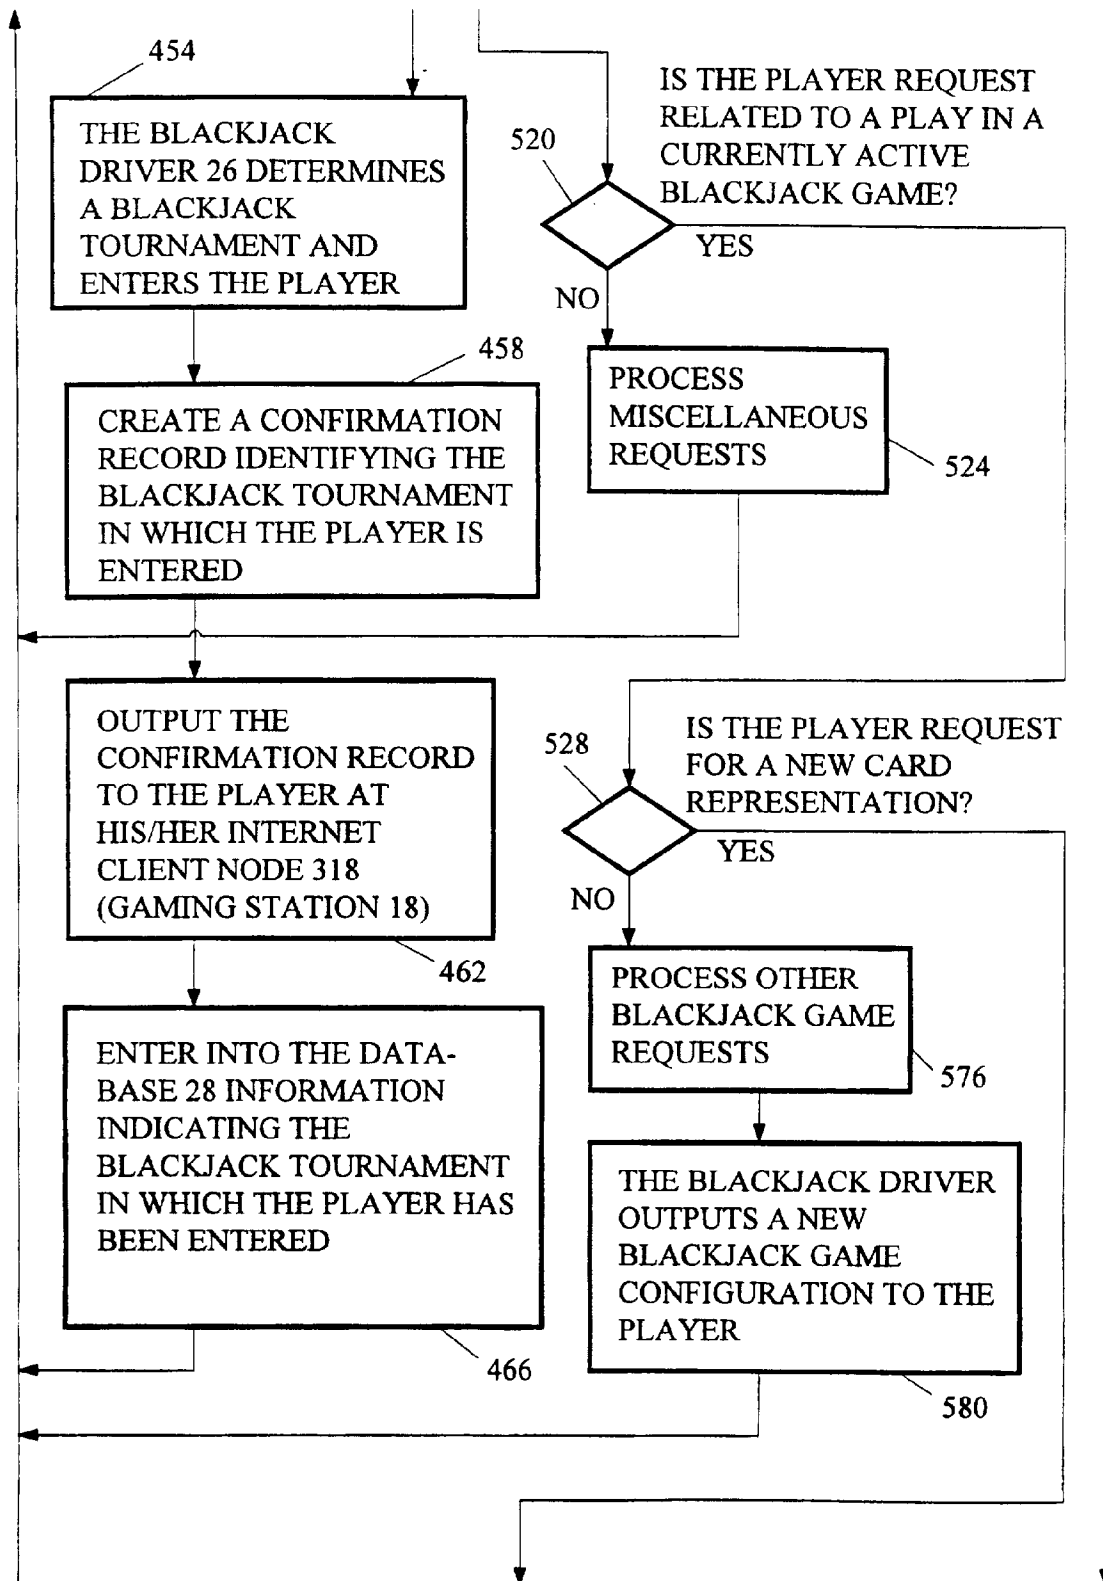 454
THE BLACKJACK
DRIVER 26 DETERMINES
A BLACKJACK
TOURNAMENT AND
ENTERS THE PLAYER
458
CREATE A CONFIRMATION
RECORD IDENTIFYING THE
BLACKJACK TOURNAMENT
IN WHICH THE PLAYER IS
ENTERED
OUTPUT THE
CONFIRMATION RECORD
TO THE PLAYER AT
HIS/HER INTERNET
CLIENT NODE 318
(GAMING STATION 18)
462
ENTER INTO THE DATA-
BASE 28 INFORMATION
INDICATING THE
BLACKJACK TOURNAMENT
IN WHICH THE PLAYER HAS
BEEN ENTERED
466
IS THE PLAYER REQUEST
RELATED TO A PLAY IN A
CURRENTLY ACTIVE
BLACKJACK GAME?
520
YES
NO
PROCESS
MISCELLANEOUS
REQUESTS
524
IS THE PLAYER REQUEST
FOR A NEW CARD
REPRESENTATION?
528
YES
NO
PROCESS OTHER
BLACKJACK GAME
REQUESTS
576
THE BLACKJACK DRIVER
OUTPUTS A NEW
BLACKJACK GAME
CONFIGURATION TO THE
PLAYER
580